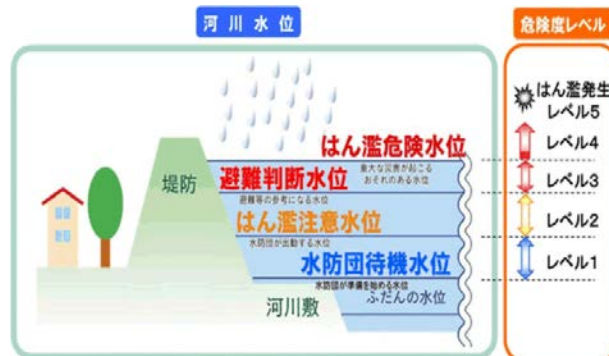 河川水位
危険度レベル
はん濫発生
レベル5
はん濫危険水位
レベル4
重大な災害が起こる
おそれのある水位
避難判断水位
レベル3
堤防
避難等の参考になる水位
はん濫注意水位
レベル2
水防団が出動する水位
水防団待機水位
レベル1
水防団が準備を始める水位
ふだんの水位
河川敷